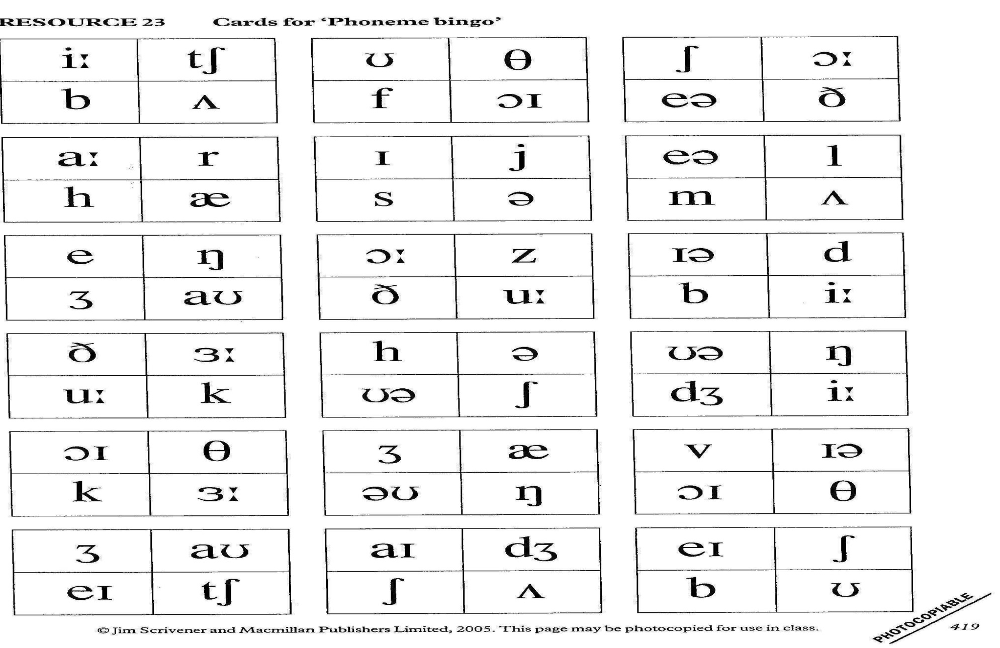 RESOURCE 23 Cards for ‘Phoneme bingo’
iː tʃ ʊ θ ʃ ɔː
b ʌ f ɔɪ eə ð
aː r ɪ j eə l
h æ s ə m ʌ
e ŋ ɔː z ɪə d
ʒ aʊ ð uː b iː
ð ɜː h ə ʊə ŋ
uː k ʊə ʃ dʒ iː
ɔɪ θ ʒ æ v ɪə
k ɜː əʊ ŋ ɔɪ θ
ʒ aʊ aɪ dʒ eɪ ʃ
eɪ tʃ ʃ ʌ b ʊ
© Jim Scrivener and Macmillan Publishers Limited, 2005. This page may be photocopied for use in class.
PHOTOCOPIABLE
419